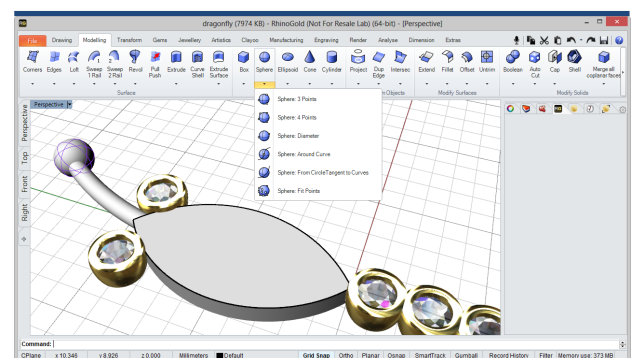 dragonfly (7974 KB) - RhinoGold (Not For Resale Lab) (64-bit) - [Perspective]
File Drawing Modelling Transform Gems Jewellery Artistics Clayoo Manufacturing Engraving Render Analyse Dimension Extras
Corners Edges Loft Sweep 1 Rail Sweep 2 Rail Revol Pull Push Extrude Curve Shell Extrude Surface Box Sphere Ellipsoid Cone Cylinder Project Dup Edge Intersec Extend Fillet Offset Untrim Boolean Auto Cut Cap Shell Merge all coplanar faces
Surface Objects Modify Surfaces Modify Solids
Sphere: 3 Points
Sphere: 4 Points
Sphere: Diameter
Sphere: Around Curve
Sphere: From CircleTangent to Curves
Sphere: Fit Points
Perspective
Perspective
Top
Front
Right
Command:
CPlane x 10.346 y 8.926 z 0.000 Millimeters Default Grid Snap Ortho Planar Osnap SmartTrack Gumball Record History Filter Memory use: 373 MB